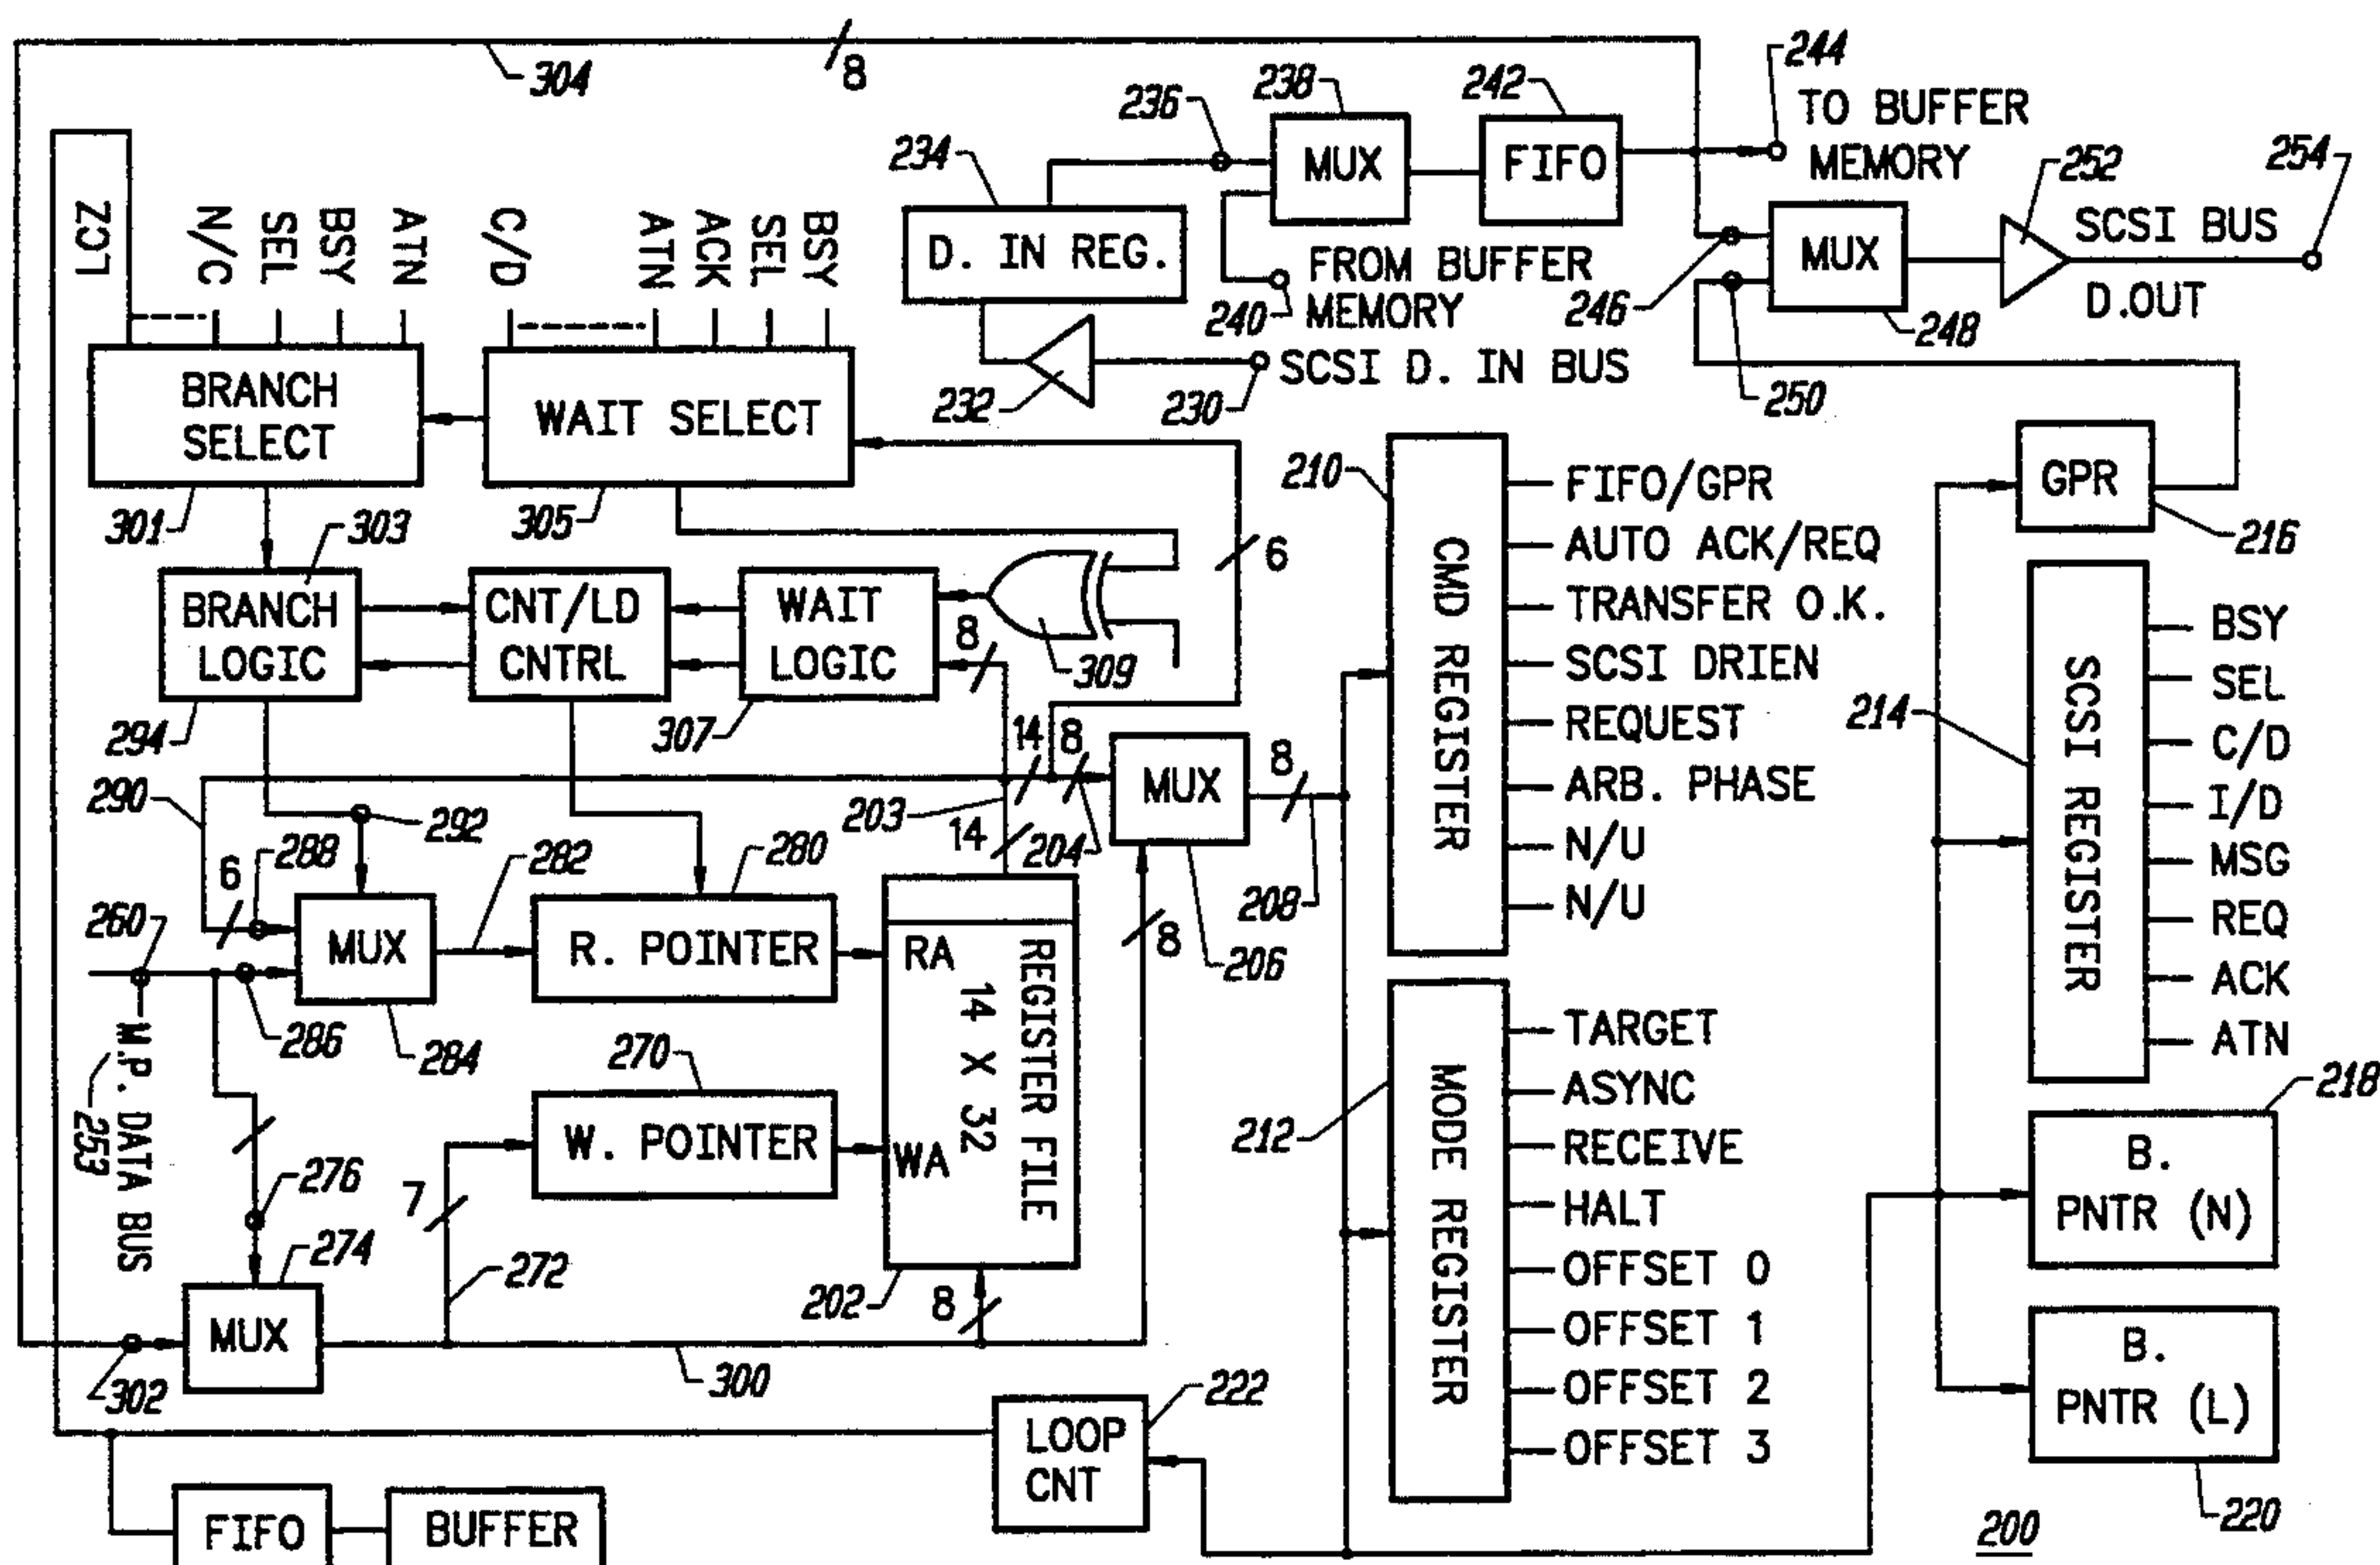 304
8
236
238
242
244
TO BUFFER
MEMORY
252
254
234
MUX
FIFO
SCSI BUS
D.OUT
D. IN REG.
FROM BUFFER
MEMORY
240
246
MUX
248
250
232
230
SCSI D. IN BUS
LCZ
N/C
SEL
BSY
ATN
C/D
ATN
ACK
SEL
BSY
BRANCH
SELECT
WAIT SELECT
301
303
305
6
BRANCH
LOGIC
CNT/LD
CNTRL
WAIT
LOGIC
8
309
294
307
14
8
MUX
8
290
292
203
14
204
206
208
288
6
282
280
260
MUX
R. POINTER
RA
REGISTER FILE
14 X 32
8
286
284
270
M.P. DATA BUS
253
W. POINTER
WA
276
7
274
272
202
8
MUX
302
300
222
LOOP
CNT
FIFO
BUFFER
210
CMD REGISTER
FIFO/GPR
AUTO ACK/REQ
TRANSFER O.K.
SCSI DRIEN
REQUEST
ARB. PHASE
N/U
N/U
212
MODE REGISTER
TARGET
ASYNC
RECEIVE
HALT
OFFSET 0
OFFSET 1
OFFSET 2
OFFSET 3
GPR
216
214
SCSI REGISTER
BSY
SEL
C/D
I/D
MSG
REQ
ACK
ATN
218
B.
PNTR (N)
B.
PNTR (L)
220
200